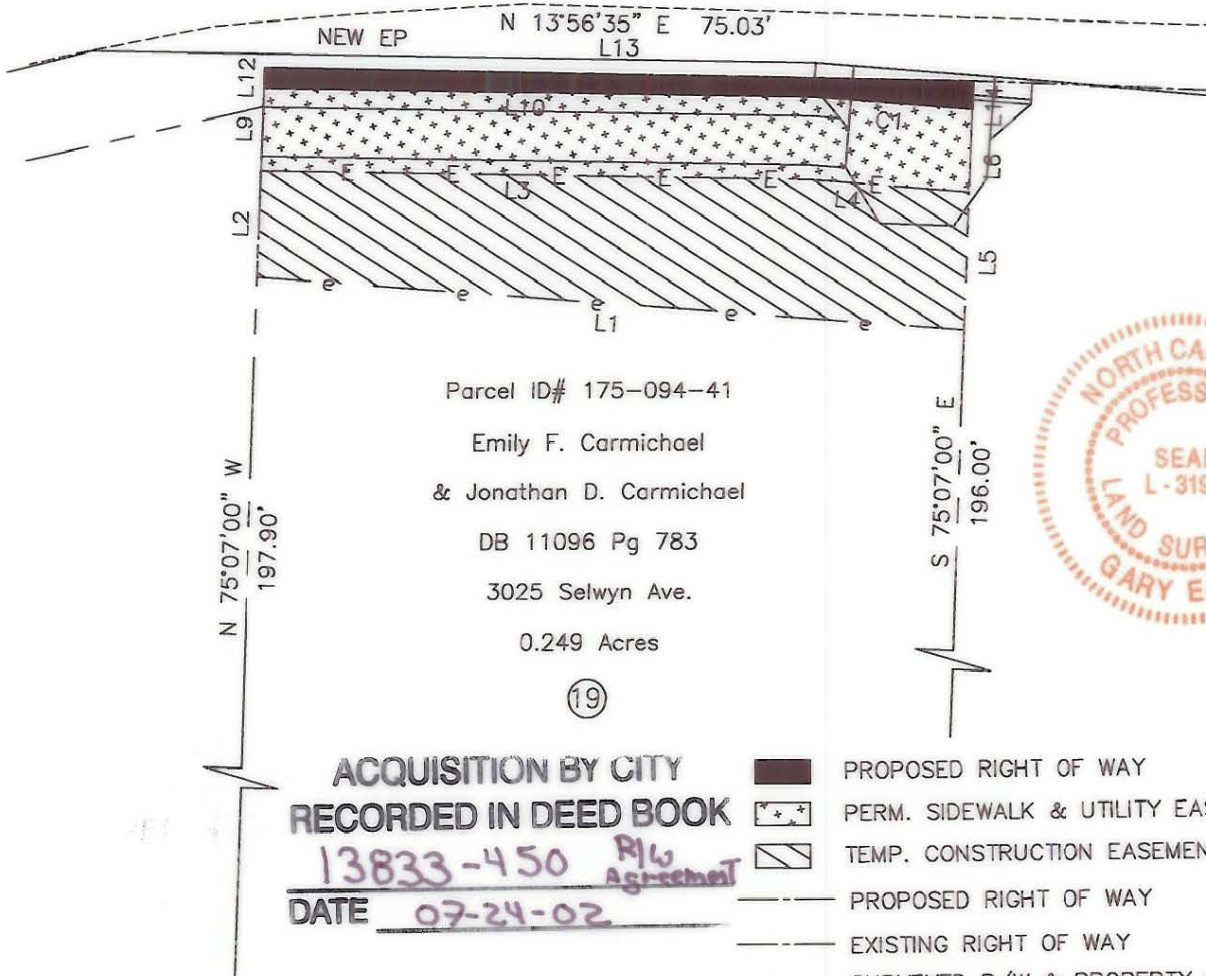 N 13°56'35" E 75.03'
NEW EP
L13
L12
L10
C1
L9
L6
E E E E E E
L3
L4
L2
L5
e e e e e
L1
Parcel ID# 175-094-41
Emily F. Carmichael
& Jonathan D. Carmichael
DB 11096 Pg 783
3025 Selwyn Ave.
0.249 Acres
19
N 75°07'00" W
197.90'
S 75°07'00" E
196.00'
NORTH CA
PROFESS
SEA
L-319
LAND SUR
GARY E
ACQUISITION BY CITY
RECORDED IN DEED BOOK
13833-450 R/W Agreement
DATE 07-24-02
PROPOSED RIGHT OF WAY
PERM. SIDEWALK & UTILITY EAS
TEMP. CONSTRUCTION EASEMEN
PROPOSED RIGHT OF WAY
EXISTING RIGHT OF WAY